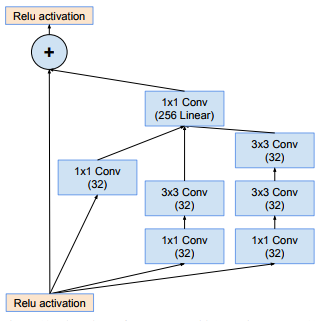 Relu activation
+
1x1 Conv
(256 Linear)
3x3 Conv
(32)
1x1 Conv
(32)
3x3 Conv
(32)
3x3 Conv
(32)
1x1 Conv
(32)
1x1 Conv
(32)
Relu activation